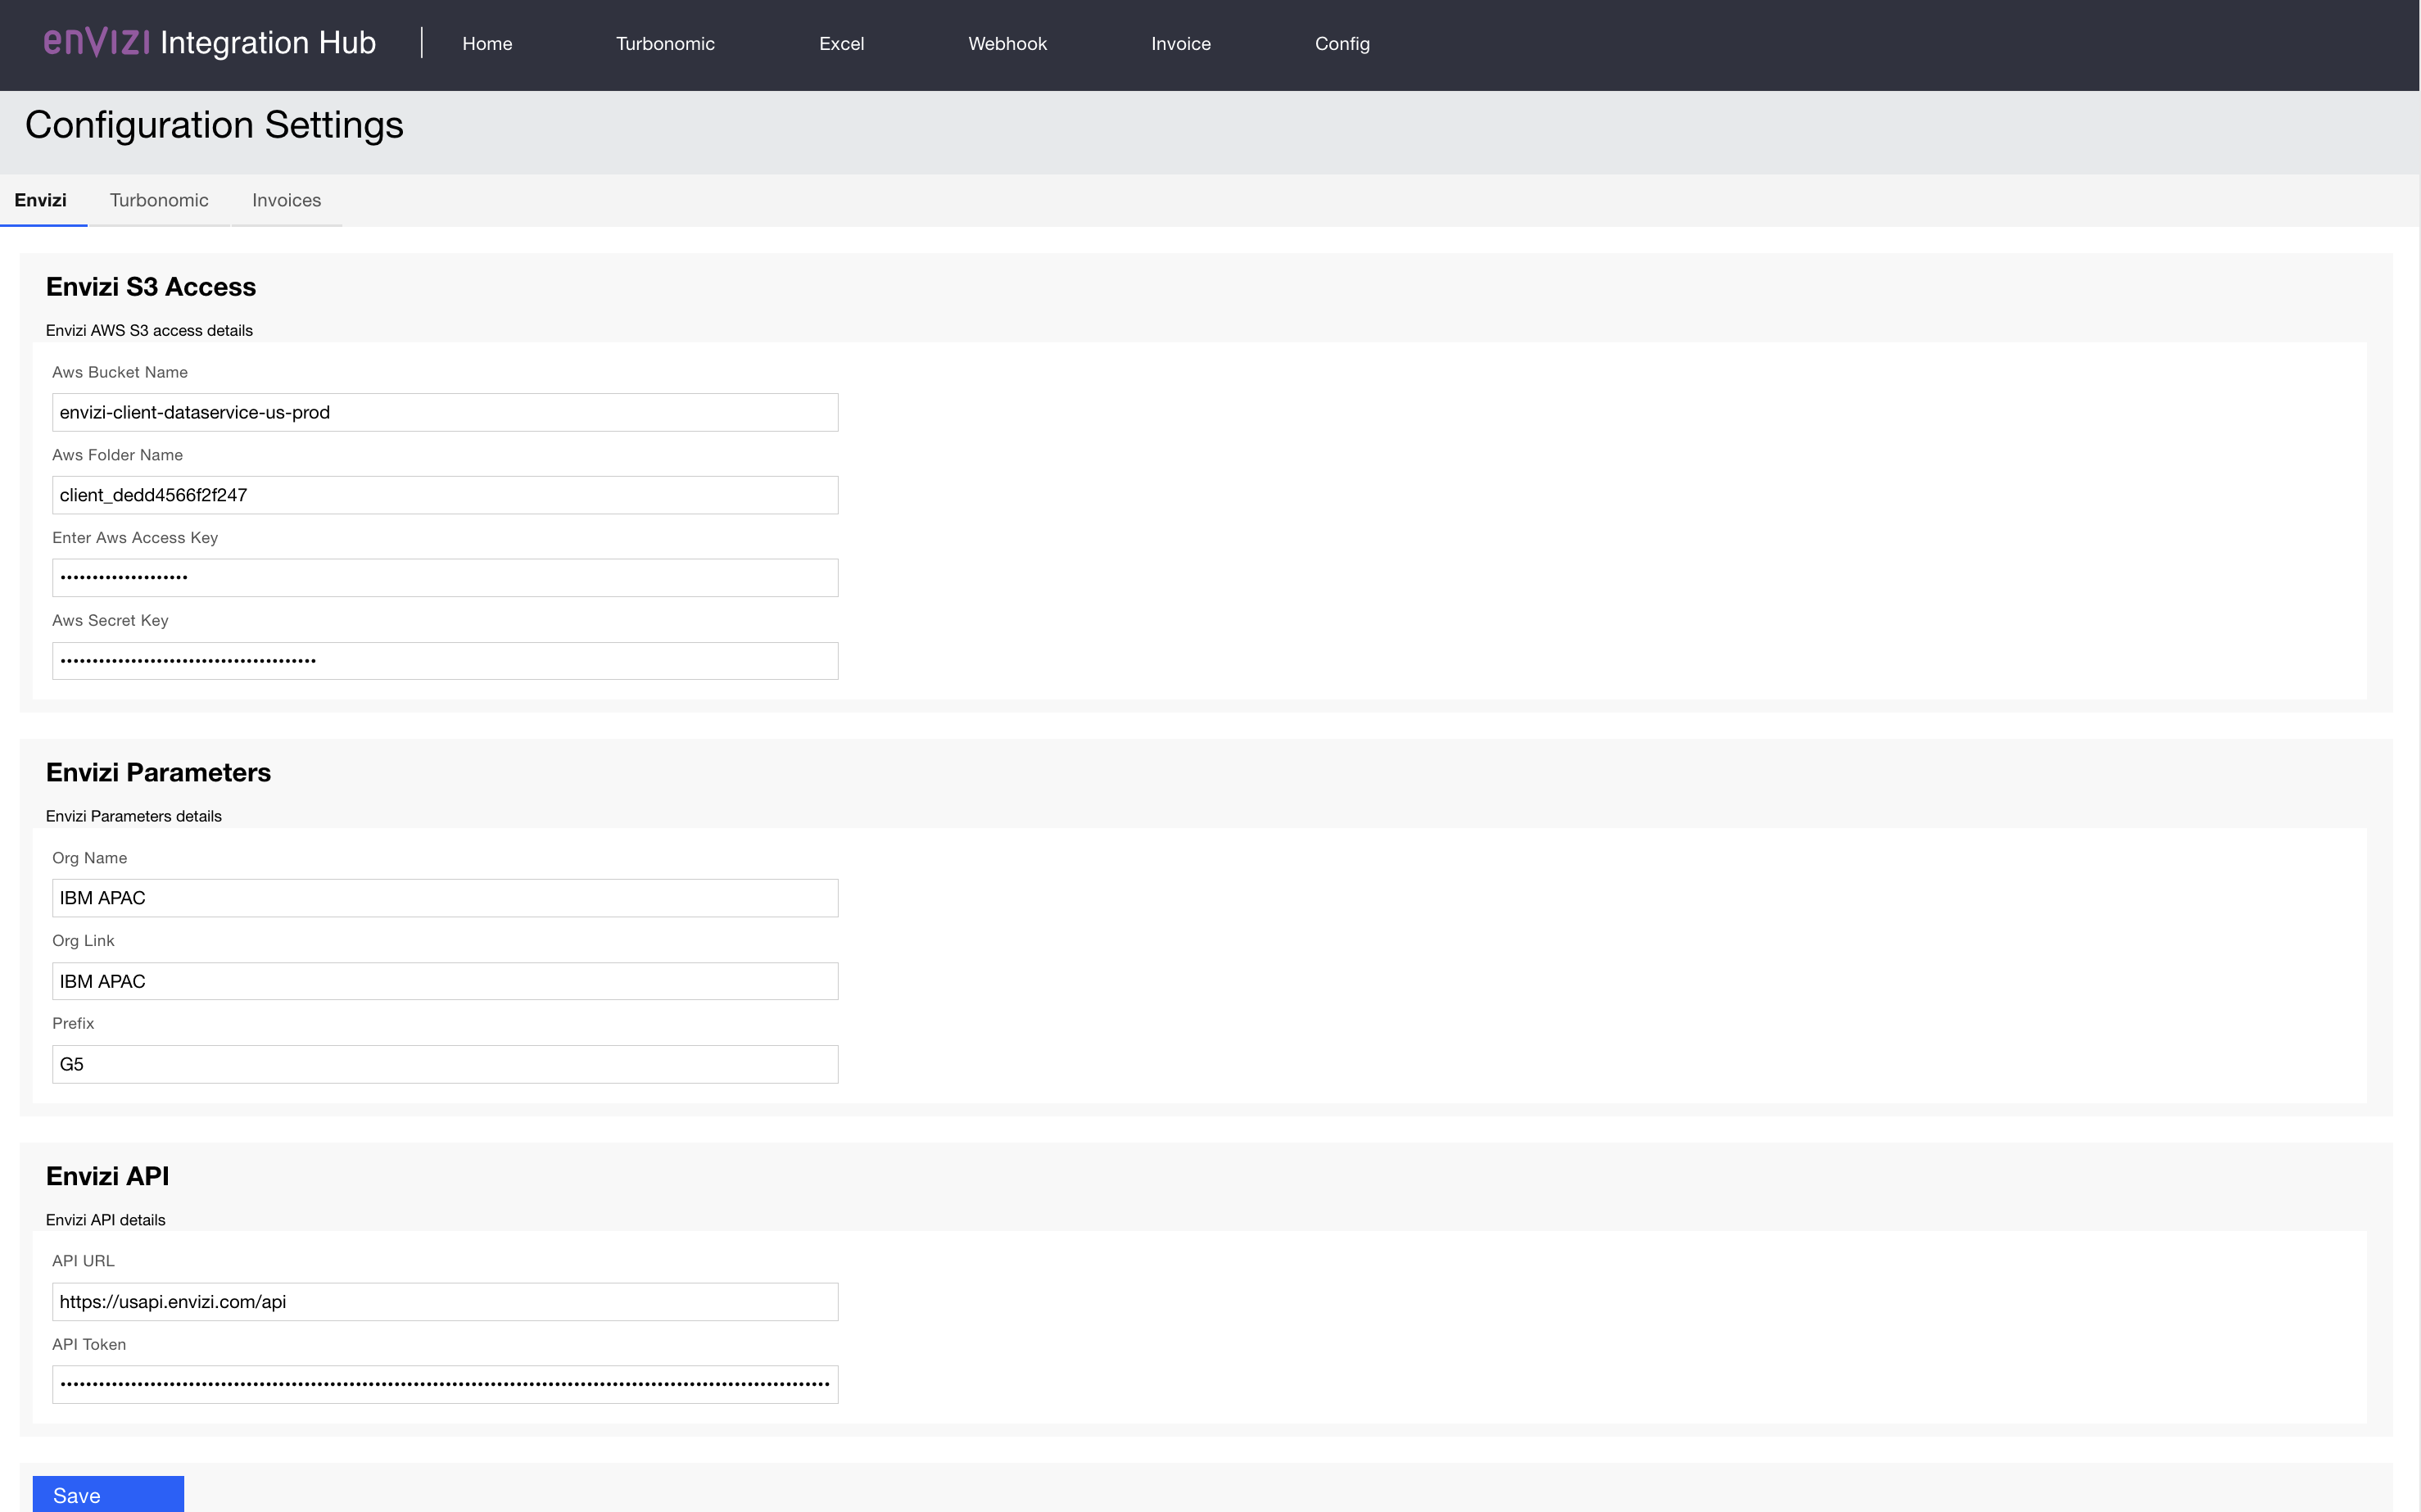 enVIZI Integration Hub | Home Turbonomic Excel Webhook Invoice Config
Configuration Settings
Envizi Turbonomic Invoices
Envizi S3 Access
Envizi AWS S3 access details
Aws Bucket Name
envizi-client-dataservice-us-prod
Aws Folder Name
client_dedd4566f2f247
Enter Aws Access Key
••••••••••••••••••••
Aws Secret Key
••••••••••••••••••••••••••••••••••••••••
Envizi Parameters
Envizi Parameters details
Org Name
IBM APAC
Org Link
IBM APAC
Prefix
G5
Envizi API
Envizi API details
API URL
https://usapi.envizi.com/api
API Token
••••••••••••••••••••••••••••••••••••••••••••••••••••••••••••••••••••••••••••••••••••••••••••••••••••••••••••••••••••••••
Save